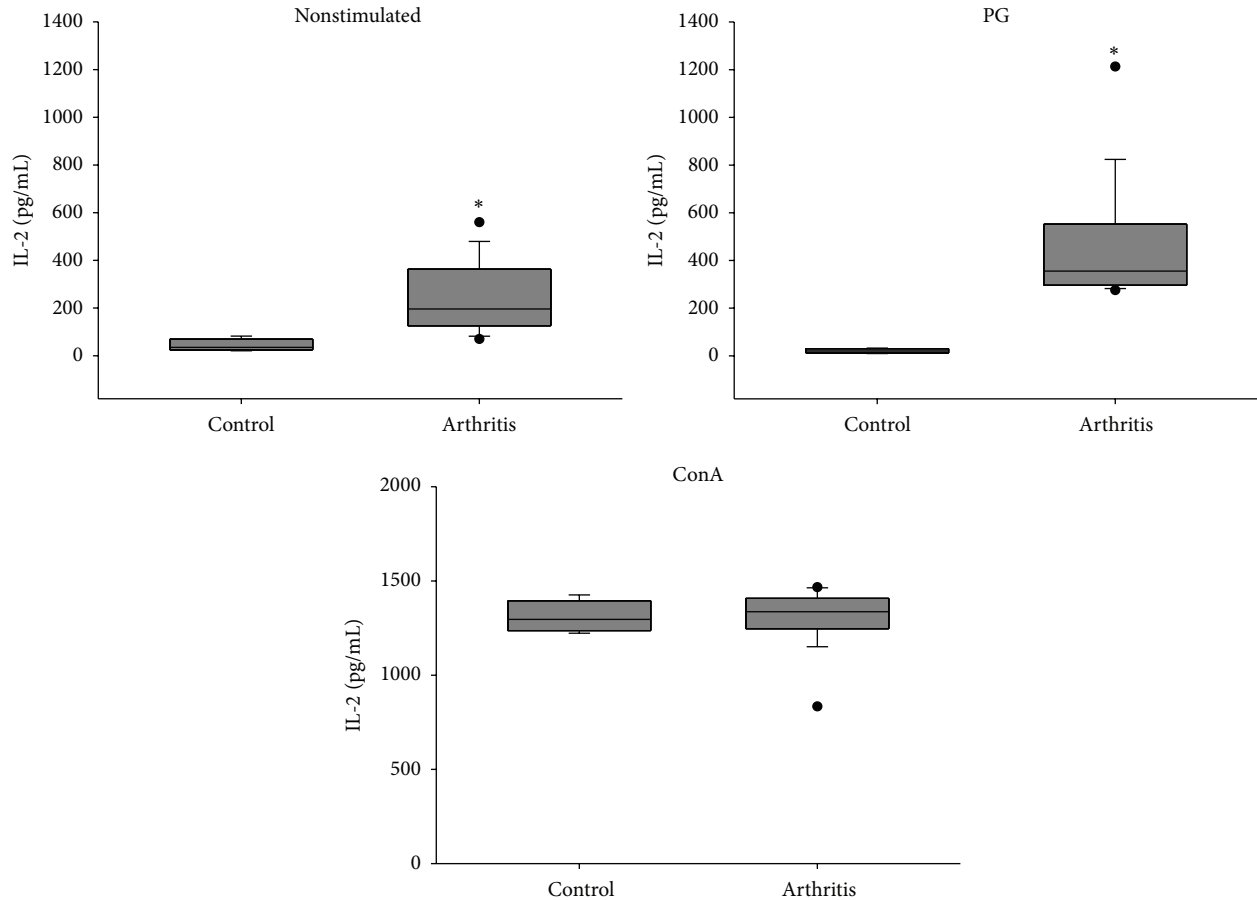 Nonstimulated
1400
1200
1000
800
600
400
200
0
IL-2 (pg/mL)
*
Control
Arthritis
PG
1400
1200
1000
800
600
400
200
0
IL-2 (pg/mL)
*
Control
Arthritis
ConA
2000
1500
1000
500
0
IL-2 (pg/mL)
Control
Arthritis